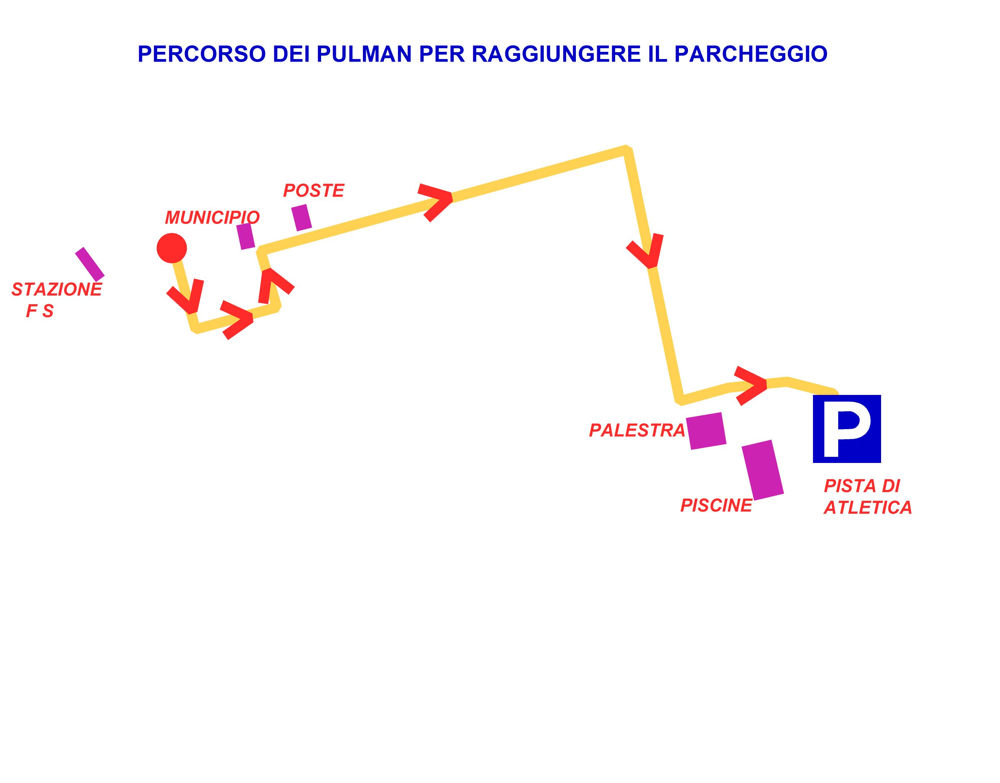 PERCORSO DEI PULMAN PER RAGGIUNGERE IL PARCHEGGIO
POSTE
MUNICIPIO
STAZIONE
F S
PALESTRA
P
PISTA DI
ATLETICA
PISCINE